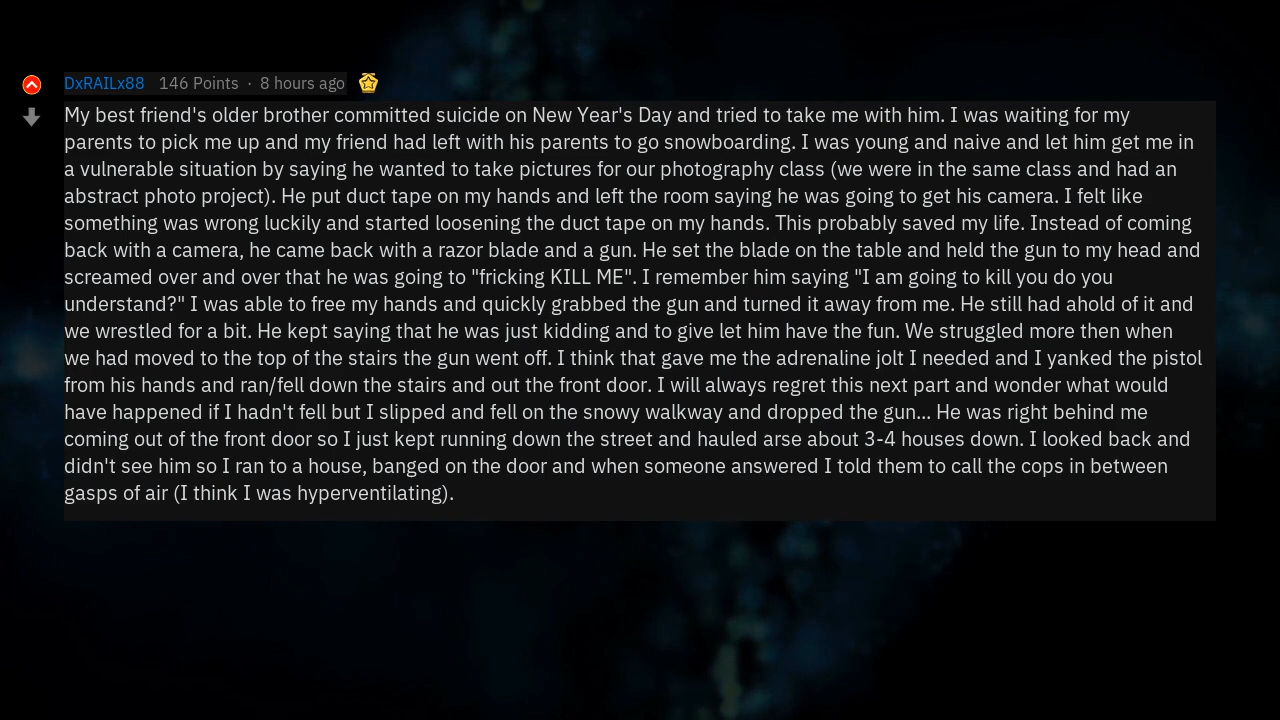 DxRAILx88 146 Points · 8 hours ago
My best friend's older brother committed suicide on New Year's Day and tried to take me with him. I was waiting for my
parents to pick me up and my friend had left with his parents to go snowboarding. I was young and naive and let him get me in
a vulnerable situation by saying he wanted to take pictures for our photography class (we were in the same class and had an
abstract photo project). He put duct tape on my hands and left the room saying he was going to get his camera. I felt like
something was wrong luckily and started loosening the duct tape on my hands. This probably saved my life. Instead of coming
back with a camera, he came back with a razor blade and a gun. He set the blade on the table and held the gun to my head and
screamed over and over that he was going to "fricking KILL ME". I remember him saying "I am going to kill you do you
understand?" I was able to free my hands and quickly grabbed the gun and turned it away from me. He still had ahold of it and
we wrestled for a bit. He kept saying that he was just kidding and to give let him have the fun. We struggled more then when
we had moved to the top of the stairs the gun went off. I think that gave me the adrenaline jolt I needed and I yanked the pistol
from his hands and ran/fell down the stairs and out the front door. I will always regret this next part and wonder what would
have happened if I hadn't fell but I slipped and fell on the snowy walkway and dropped the gun... He was right behind me
coming out of the front door so I just kept running down the street and hauled arse about 3-4 houses down. I looked back and
didn't see him so I ran to a house, banged on the door and when someone answered I told them to call the cops in between
gasps of air (I think I was hyperventilating).